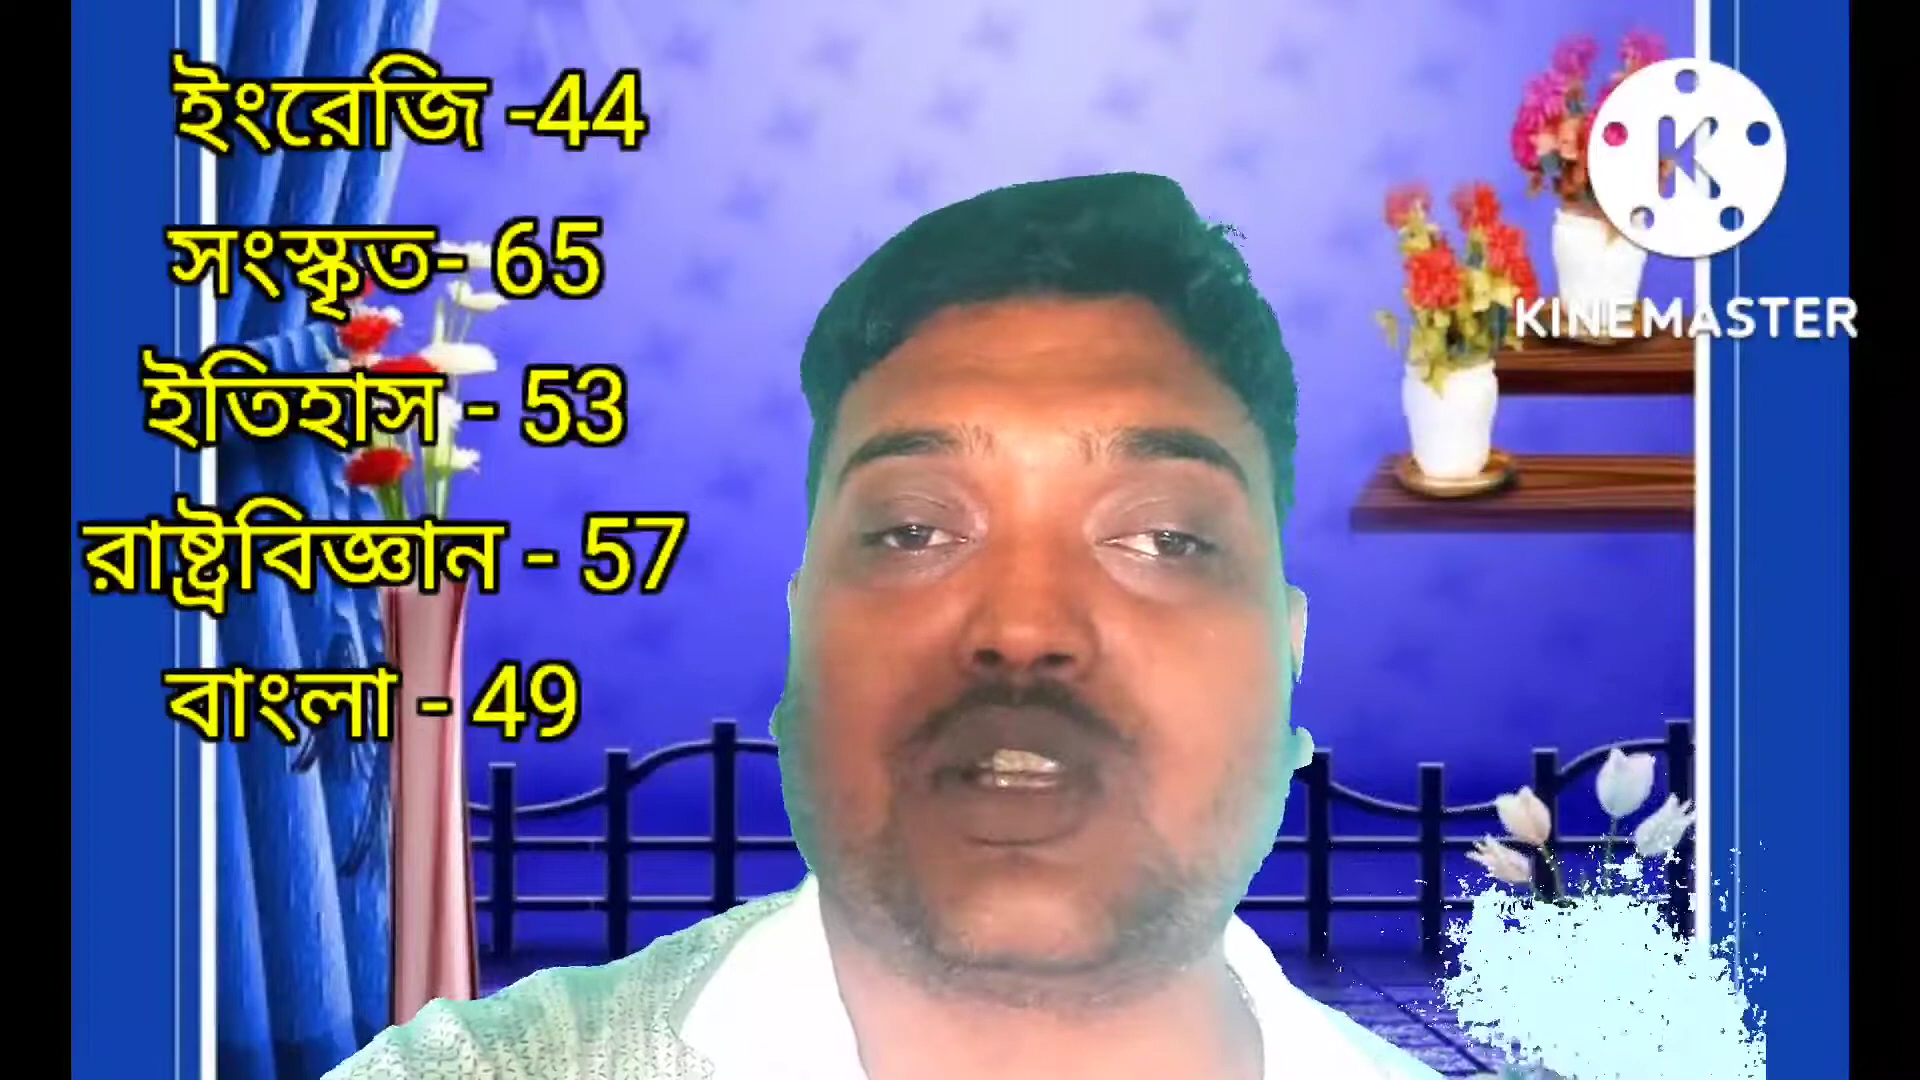 ইংরেজি -44
সংস্কৃত- 65
ইতিহাস - 53
রাষ্ট্রবিজ্ঞান - 57
বাংলা - 49
K
KINEMASTER